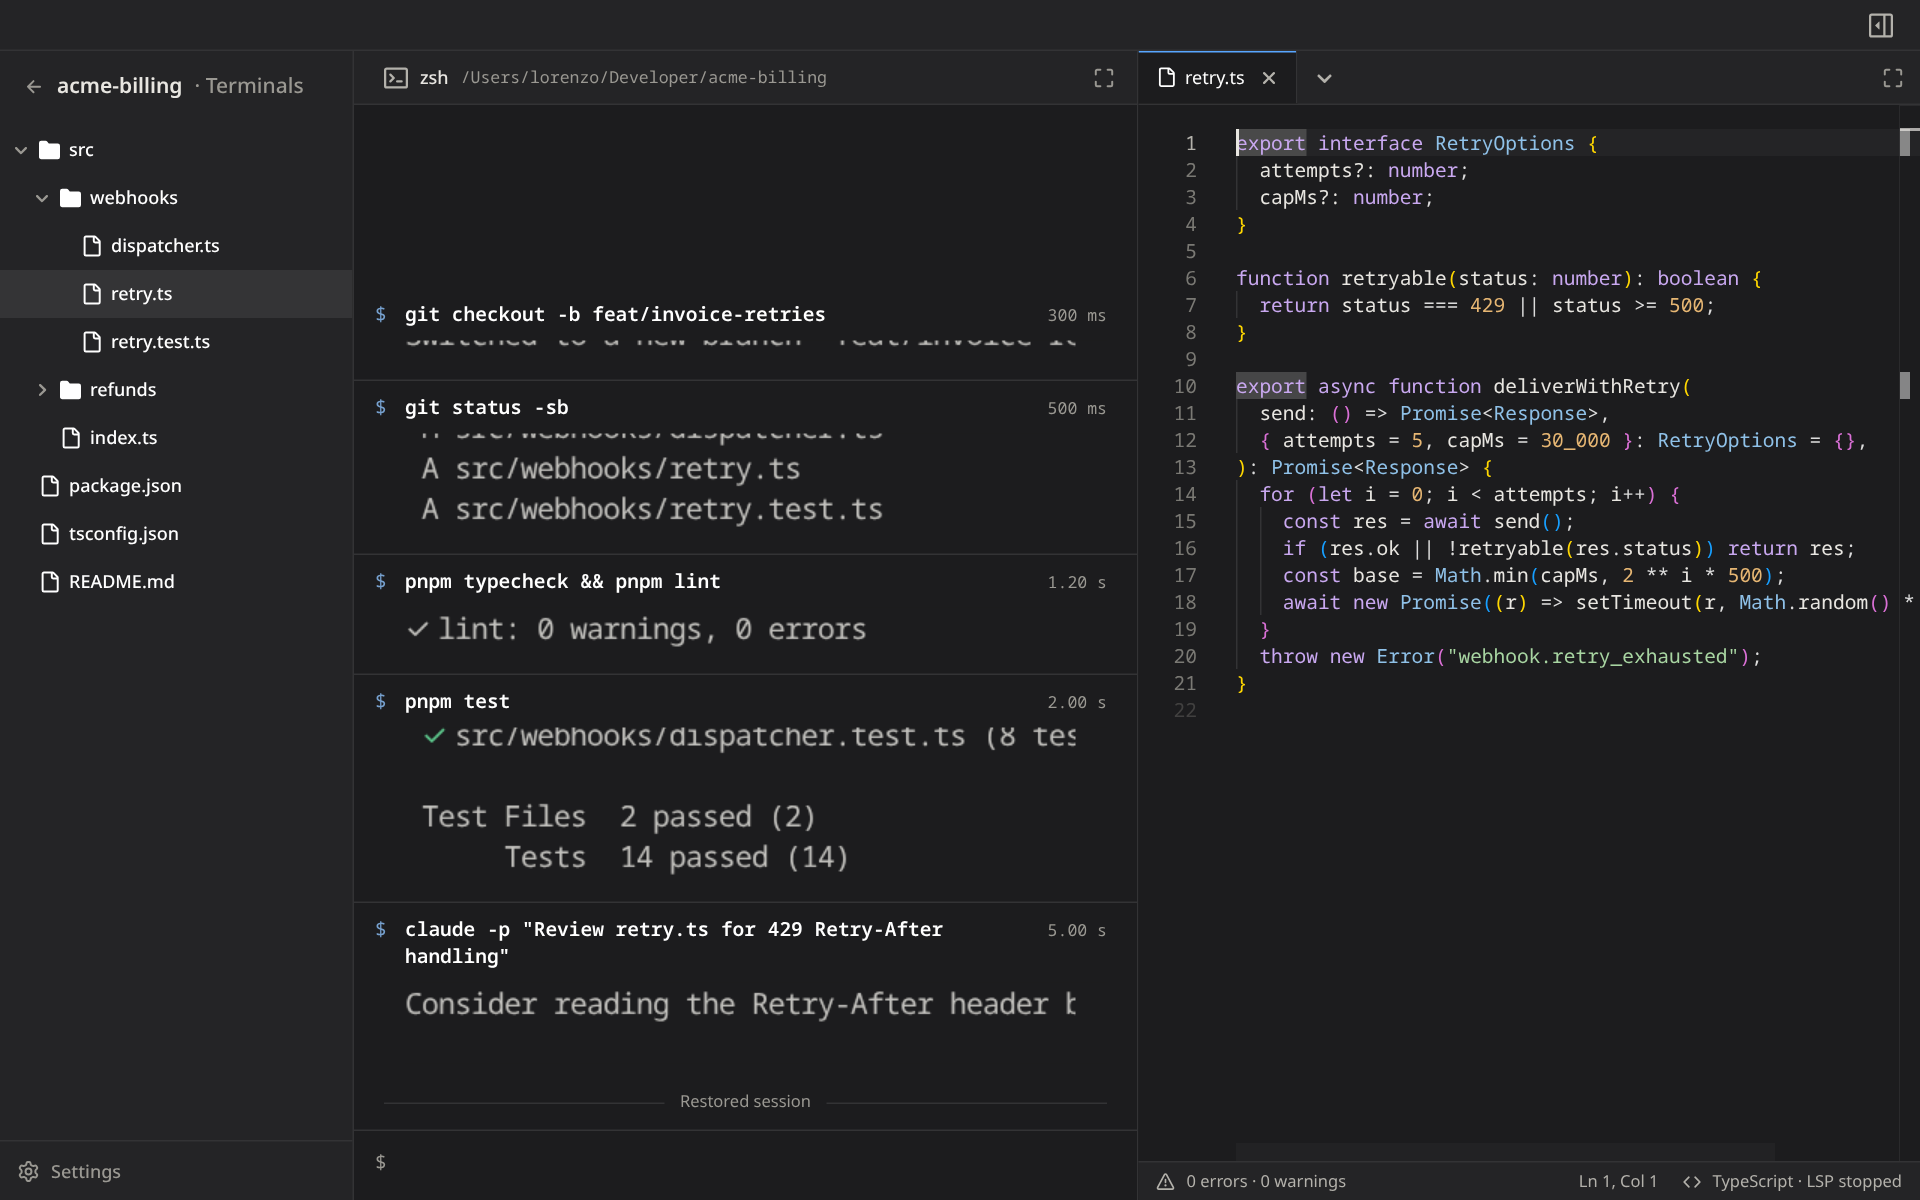 acme-billing · Terminals
src
webhooks
dispatcher.ts
retry.ts
retry.test.ts
refunds
index.ts
package.json
tsconfig.json
README.md
Settings
zsh /Users/lorenzo/Developer/acme-billing
$ git checkout -b feat/invoice-retries 300 ms
Switched to a new branch 'feat/invoice
$ git status -sb 500 ms
A src/webhooks/dispatcher.ts
A src/webhooks/retry.ts
A src/webhooks/retry.test.ts
$ pnpm typecheck && pnpm lint 1.20 s
✓ lint: 0 warnings, 0 errors
$ pnpm test 2.00 s
✓ src/webhooks/dispatcher.test.ts (8 tes
Test Files 2 passed (2)
Tests 14 passed (14)
$ claude -p "Review retry.ts for 429 Retry-After 5.00 s
handling"
Consider reading the Retry-After header
Restored session
$
retry.ts
1 export interface RetryOptions {
2 attempts?: number;
3 capMs?: number;
4 }
5
6 function retryable(status: number): boolean {
7 return status === 429 || status >= 500;
8 }
9
10 export async function deliverWithRetry(
11 send: () => Promise<Response>,
12 { attempts = 5, capMs = 30_000 }: RetryOptions = {},
13 ): Promise<Response> {
14 for (let i = 0; i < attempts; i++) {
15 const res = await send();
16 if (res.ok || !retryable(res.status)) return res;
17 const base = Math.min(capMs, 2 ** i * 500);
18 await new Promise((r) => setTimeout(r, Math.random() *
19 }
20 throw new Error("webhook.retry_exhausted");
21 }
22
0 errors · 0 warnings
Ln 1, Col 1
TypeScript · LSP stopped